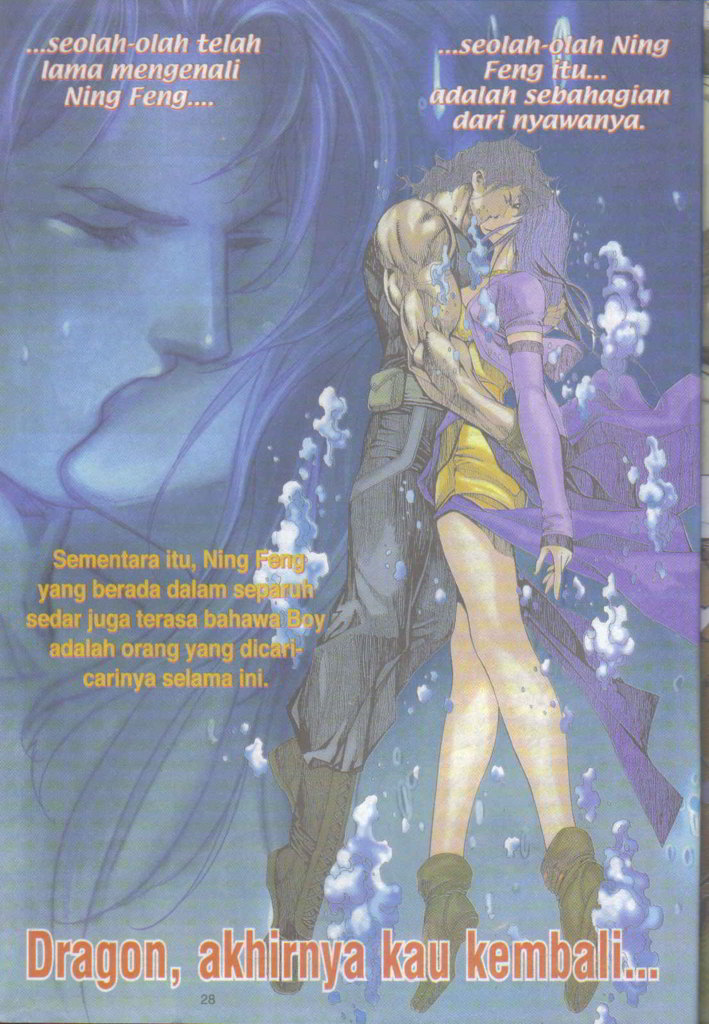 ...seolah-olah telah
lama mengenali
Ning Feng....
...seolah-olah Ning
Feng itu...
adalah sebahagian
dari nyawanya.
Sementara itu, Ning Feng
yang berada dalam separuh
sedar juga terasa bahawa Boy
adalah orang yang dicari-
carinya selama ini.
Dragon, akhirnya kau kembali...
28